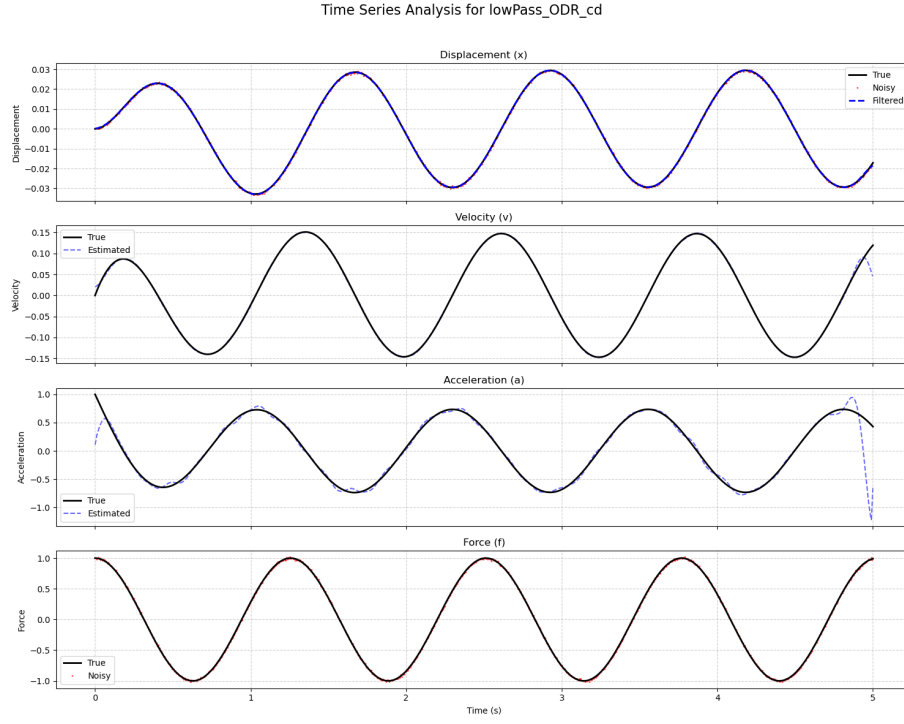 Time Series Analysis for lowPass_ODR_cd
Displacement (x)
Displacement
0.03
0.02
0.01
0.00
−0.01
−0.02
−0.03
True
Noisy
Filtered
Velocity (v)
Velocity
0.15
0.10
0.05
0.00
−0.05
−0.10
−0.15
True
Estimated
Acceleration (a)
Acceleration
1.0
0.5
0.0
−0.5
−1.0
True
Estimated
Force (f)
Force
1.0
0.5
0.0
−0.5
−1.0
True
Noisy
0 1 2 3 4 5
Time (s)